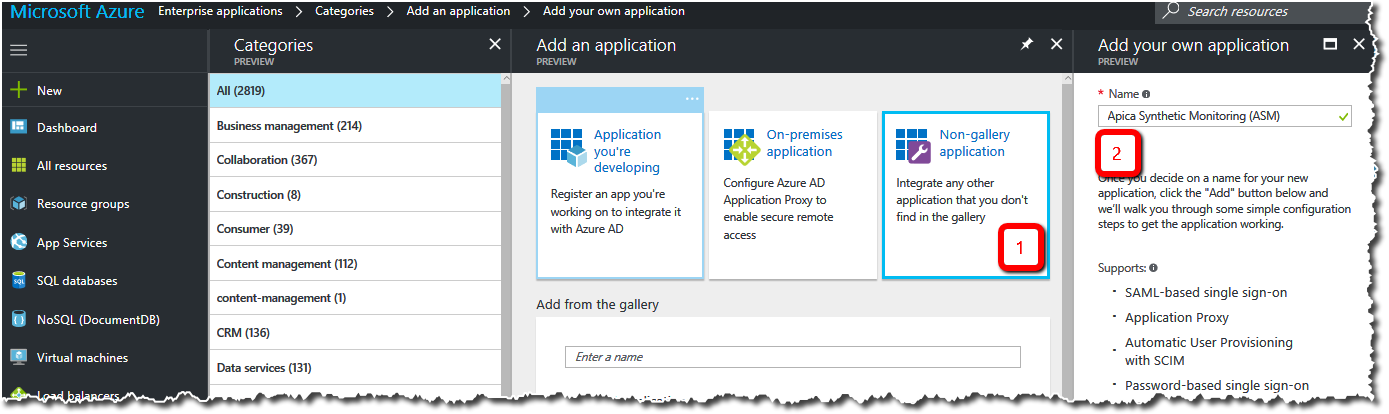 Microsoft Azure Enterprise applications > Categories > Add an application > Add your own application > Search resources
New
Dashboard
All resources
Resource groups
App Services
SQL databases
NoSQL (DocumentDB)
Virtual machines
Load balancers
Categories
PREVIEW
All (2819)
Business management (214)
Collaboration (367)
Construction (8)
Consumer (39)
Content management (112)
content-management (1)
CRM (136)
Data services (131)
Add an application
PREVIEW
Application
you're
developing
Register an app you're
working on to integrate it
with Azure AD
On-premises
application
Configure Azure AD
Application Proxy to
enable secure remote
access
Non-gallery
application
Integrate any other
application that you don't
find in the gallery
1
Add from the gallery
Enter a name
Add your own application
PREVIEW
* Name
Apica Synthetic Monitoring (ASM)
2
Once you decide on a name for your new
application, click the "Add" button below and
we'll walk you through some simple configuration
steps to get the application working.
Supports:
· SAML-based single sign-on
· Application Proxy
· Automatic User Provisioning
with SCIM
· Password-based single sign-on